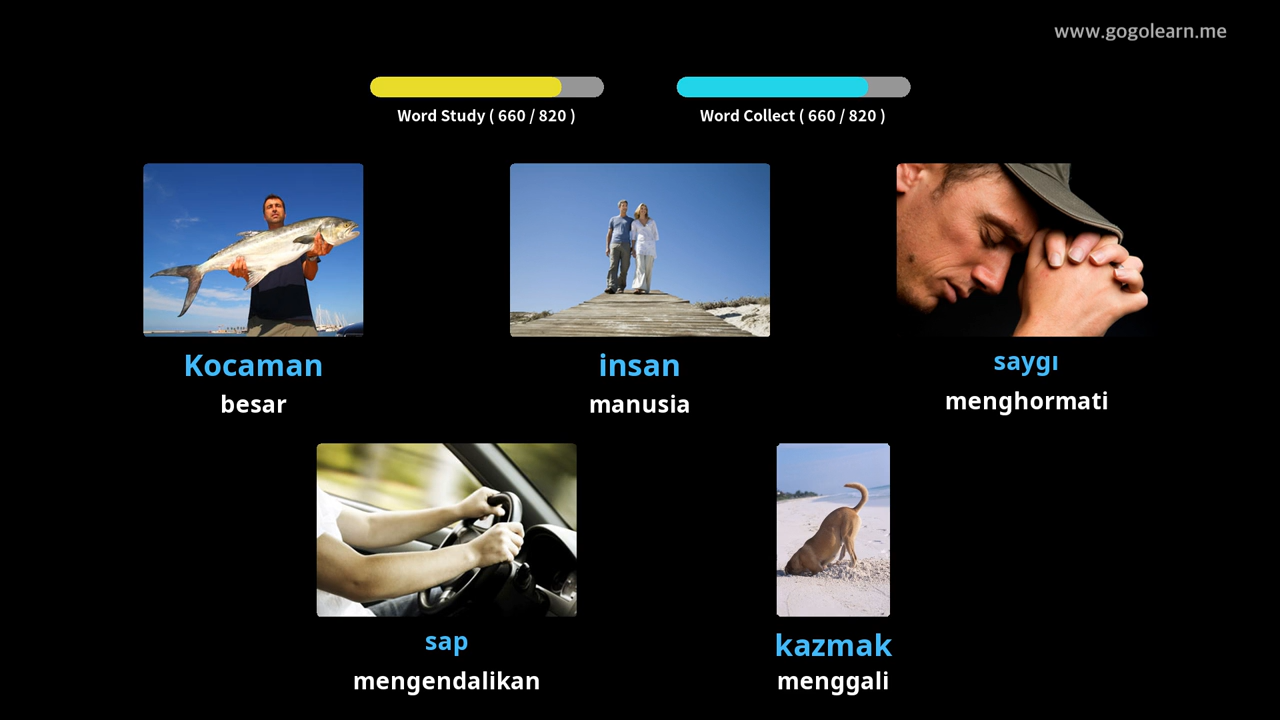 www.gogolearn.me
Word Study ( 660 / 820 )
Word Collect ( 660 / 820 )
Kocaman
besar
insan
manusia
saygı
menghormati
sap
mengendalikan
kazmak
menggali